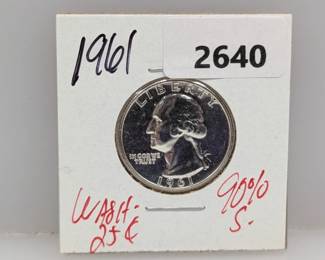 1961
2640
LIBERTY
IN GOD WE
TRUST
1961
WASH.
25¢
90%
S.